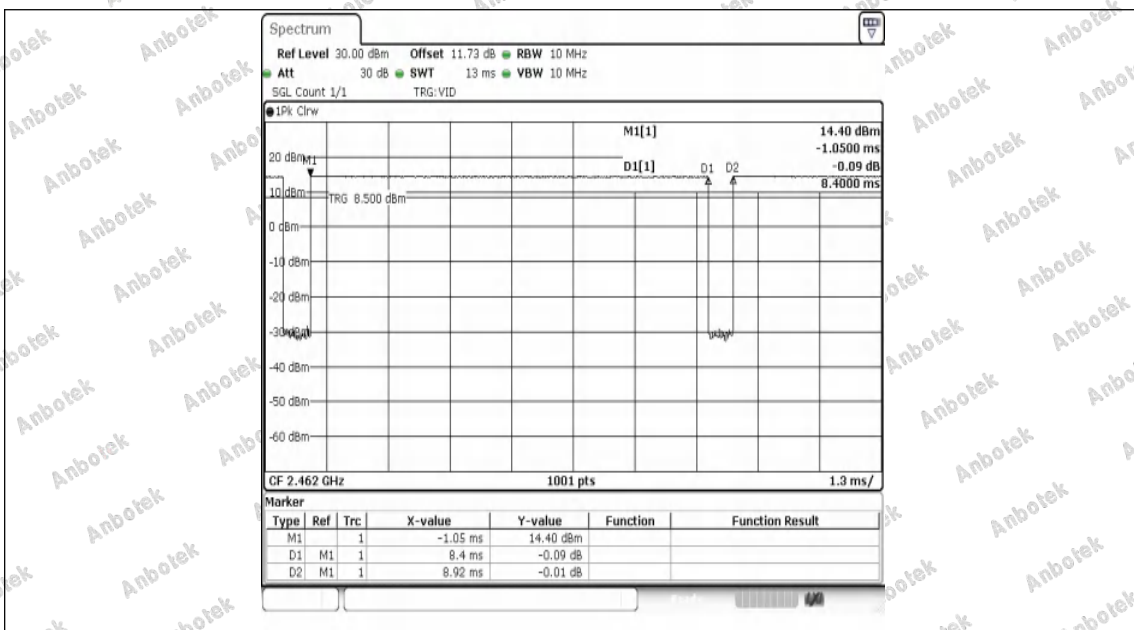 Spectrum
Ref Level 30.00 dBm Offset 11.73 dB RBW 10 MHz
Att 30 dB SWT 13 ms VBW 10 MHz
SGL Count 1/1 TRG:VID
1Pk Clrw
M1[1] 14.40 dBm
-1.0500 ms
20 dBm M1
D1[1] -0.09 dB
8.4000 ms
D1 D2
10 dBm
TRG 8.500 dBm
0 dBm
-10 dBm
-20 dBm
-30 dBm
-40 dBm
-50 dBm
-60 dBm
CF 2.462 GHz 1001 pts 1.3 ms/
Marker
Type Ref Trc X-value Y-value Function Function Result
M1 1 -1.05 ms 14.40 dBm
D1 M1 1 8.4 ms -0.09 dB
D2 M1 1 8.92 ms -0.01 dB
Anbotek